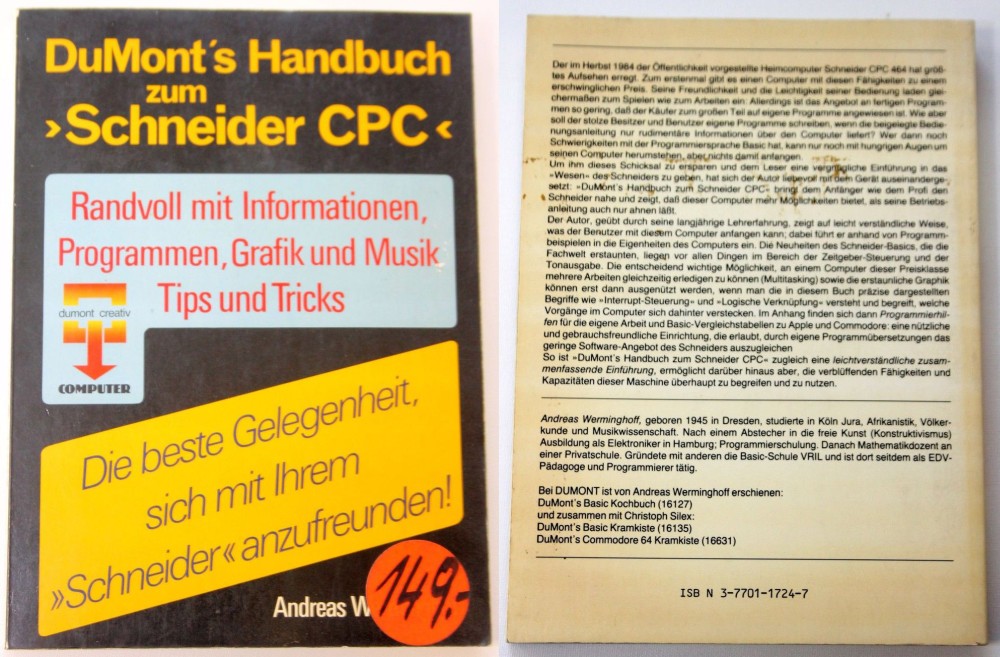 DuMont's Handbuch
zum
›Schneider CPC‹
Randvoll mit Informationen,
Programmen, Grafik und Musik
Tips und Tricks
dumont creativ
COMPUTER
Die beste Gelegenheit,
sich mit Ihrem
»Schneider« anzufreunden!
Andreas W
149.-
Der im Herbst 1984 der Öffentlichkeit vorgestellte Heimcomputer Schneider CPC 464 hat größ-
tes Aufsehen erregt. Zum erstenmal gibt es einen Computer mit diesen Fähigkeiten zu einem
erschwinglichen Preis. Seine Freundlichkeit und die Leichtigkeit seiner Bedienung laden glei-
chermaßen zum Spielen wie zum Arbeiten ein: Allerdings ist das Angebot an fertigen Program-
men so gering, daß der Käufer zum großen Teil auf eigene Programme angewiesen ist. Wie aber
soll der stolze Besitzer und Benutzer eigene Programme schreiben, wenn die beigelegte Bedie-
nungsanleitung nur rudimentäre Informationen über den Computer liefert? Wer dann noch
Schwierigkeiten mit der Programmiersprache Basic hat, kann nur noch mit hungrigen Augen um
seinen Computer herumstehen, aber nichts damit anfangen.
Um ihm dieses Schicksal zu ersparen und dem Leser eine vergnügliche Einführung in das
»Wesen« des Schneiders zu geben, hat sich der Autor liebevoll mit dem Gerät auseinanderge-
setzt: »DuMont's Handbuch zum Schneider CPC« bringt dem Anfänger wie dem Profi den
Schneider nahe und zeigt, daß dieser Computer mehr Möglichkeiten bietet, als seine Betriebs-
anleitung auch nur ahnen läßt.
Der Autor, geübt durch seine langjährige Lehrerfahrung, zeigt auf leicht verständliche Weise,
was der Benutzer mit diesem Computer anfangen kann; dabei führt er anhand von Programm-
beispielen in die Eigenheiten des Computers ein. Die Neuheiten des Schneider-Basics, die die
Fachwelt erstaunten, liegen vor allen Dingen im Bereich der Zeitgeber-Steuerung und der
Tonausgabe. Die entscheidend wichtige Möglichkeit, an einem Computer dieser Preisklasse
mehrere Arbeiten gleichzeitig erledigen zu können (Multitasking) sowie die erstaunliche Graphik
können erst dann ausgenützt werden, wenn man die in diesem Buch präzise dargestellten
Begriffe wie »Interrupt-Steuerung« und »Logische Verknüpfung« versteht und begreift, welche
Vorgänge im Computer sich dahinter verstecken. Im Anhang finden sich dann Programmierhil-
fen für die eigene Arbeit und Basic-Vergleichstabellen zu Apple und Commodore: eine nützliche
und gebrauchsfreundliche Einrichtung, die erlaubt, durch eigene Programmübersetzungen das
geringe Software-Angebot des Schneiders auszugleichen
So ist »DuMont's Handbuch zum Schneider CPC« zugleich eine leichtverständliche zusam-
menfassende Einführung, ermöglicht darüber hinaus aber, die verblüffenden Fähigkeiten und
Kapazitäten dieser Maschine überhaupt zu begreifen und zu nutzen.
Andreas Werminghoff, geboren 1945 in Dresden, studierte in Köln Jura, Afrikanistik, Völker-
kunde und Musikwissenschaft. Nach einem Abstecher in die freie Kunst (Konstruktivismus)
Ausbildung als Elektroniker in Hamburg; Programmierschulung. Danach Mathematikdozent an
einer Privatschule. Gründete mit anderen die Basic-Schule VRIL und ist dort seitdem als EDV-
Pädagoge und Programmierer tätig.
Bei DUMONT ist von Andreas Werminghoff erschienen:
DuMont's Basic Kochbuch (16127)
und zusammen mit Christoph Silex:
DuMont's Basic Kramkiste (16135)
DuMont's Commodore 64 Kramkiste (16631)
ISBN 3-7701-1724-7